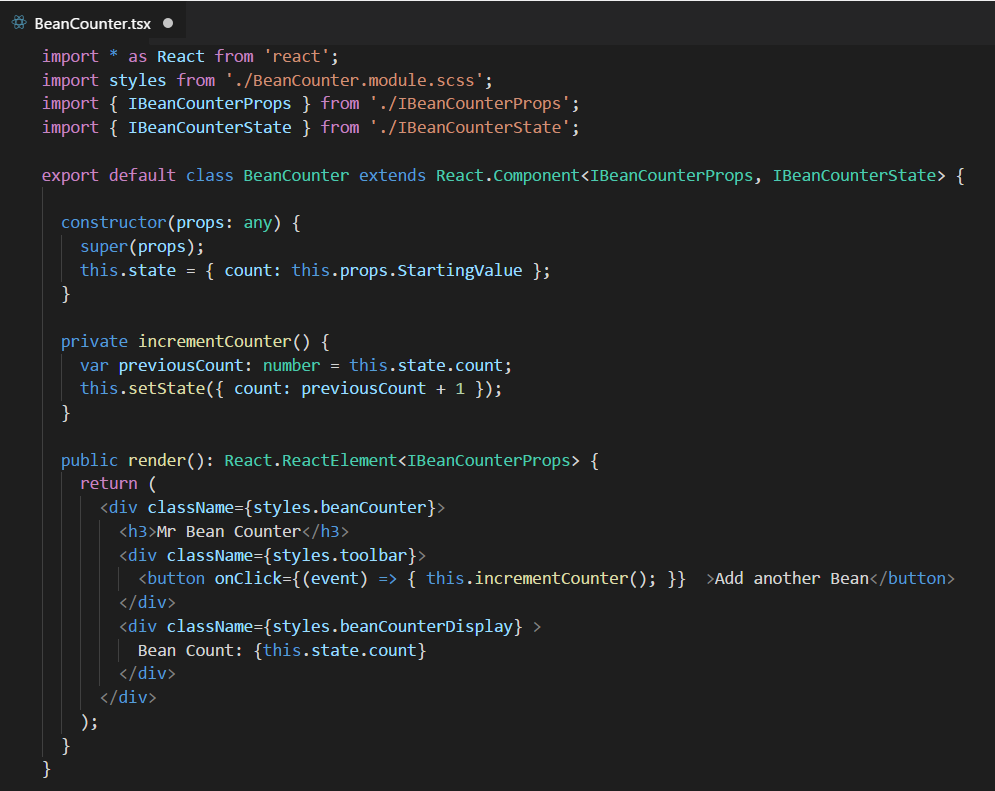 BeanCounter.tsx
import * as React from 'react';
import styles from './BeanCounter.module.scss';
import { IBeanCounterProps } from './IBeanCounterProps';
import { IBeanCounterState } from './IBeanCounterState';
export default class BeanCounter extends React.Component<IBeanCounterProps, IBeanCounterState> {
constructor(props: any) {
super(props);
this.state = { count: this.props.StartingValue };
}
private incrementCounter() {
var previousCount: number = this.state.count;
this.setState({ count: previousCount + 1 });
}
public render(): React.ReactElement<IBeanCounterProps> {
return (
<div className={styles.beanCounter}>
<h3>Mr Bean Counter</h3>
<div className={styles.toolbar}>
<button onClick={(event) => { this.incrementCounter(); }}  >Add another Bean</button>
</div>
<div className={styles.beanCounterDisplay} >
Bean Count: {this.state.count}
</div>
</div>
);
}
}